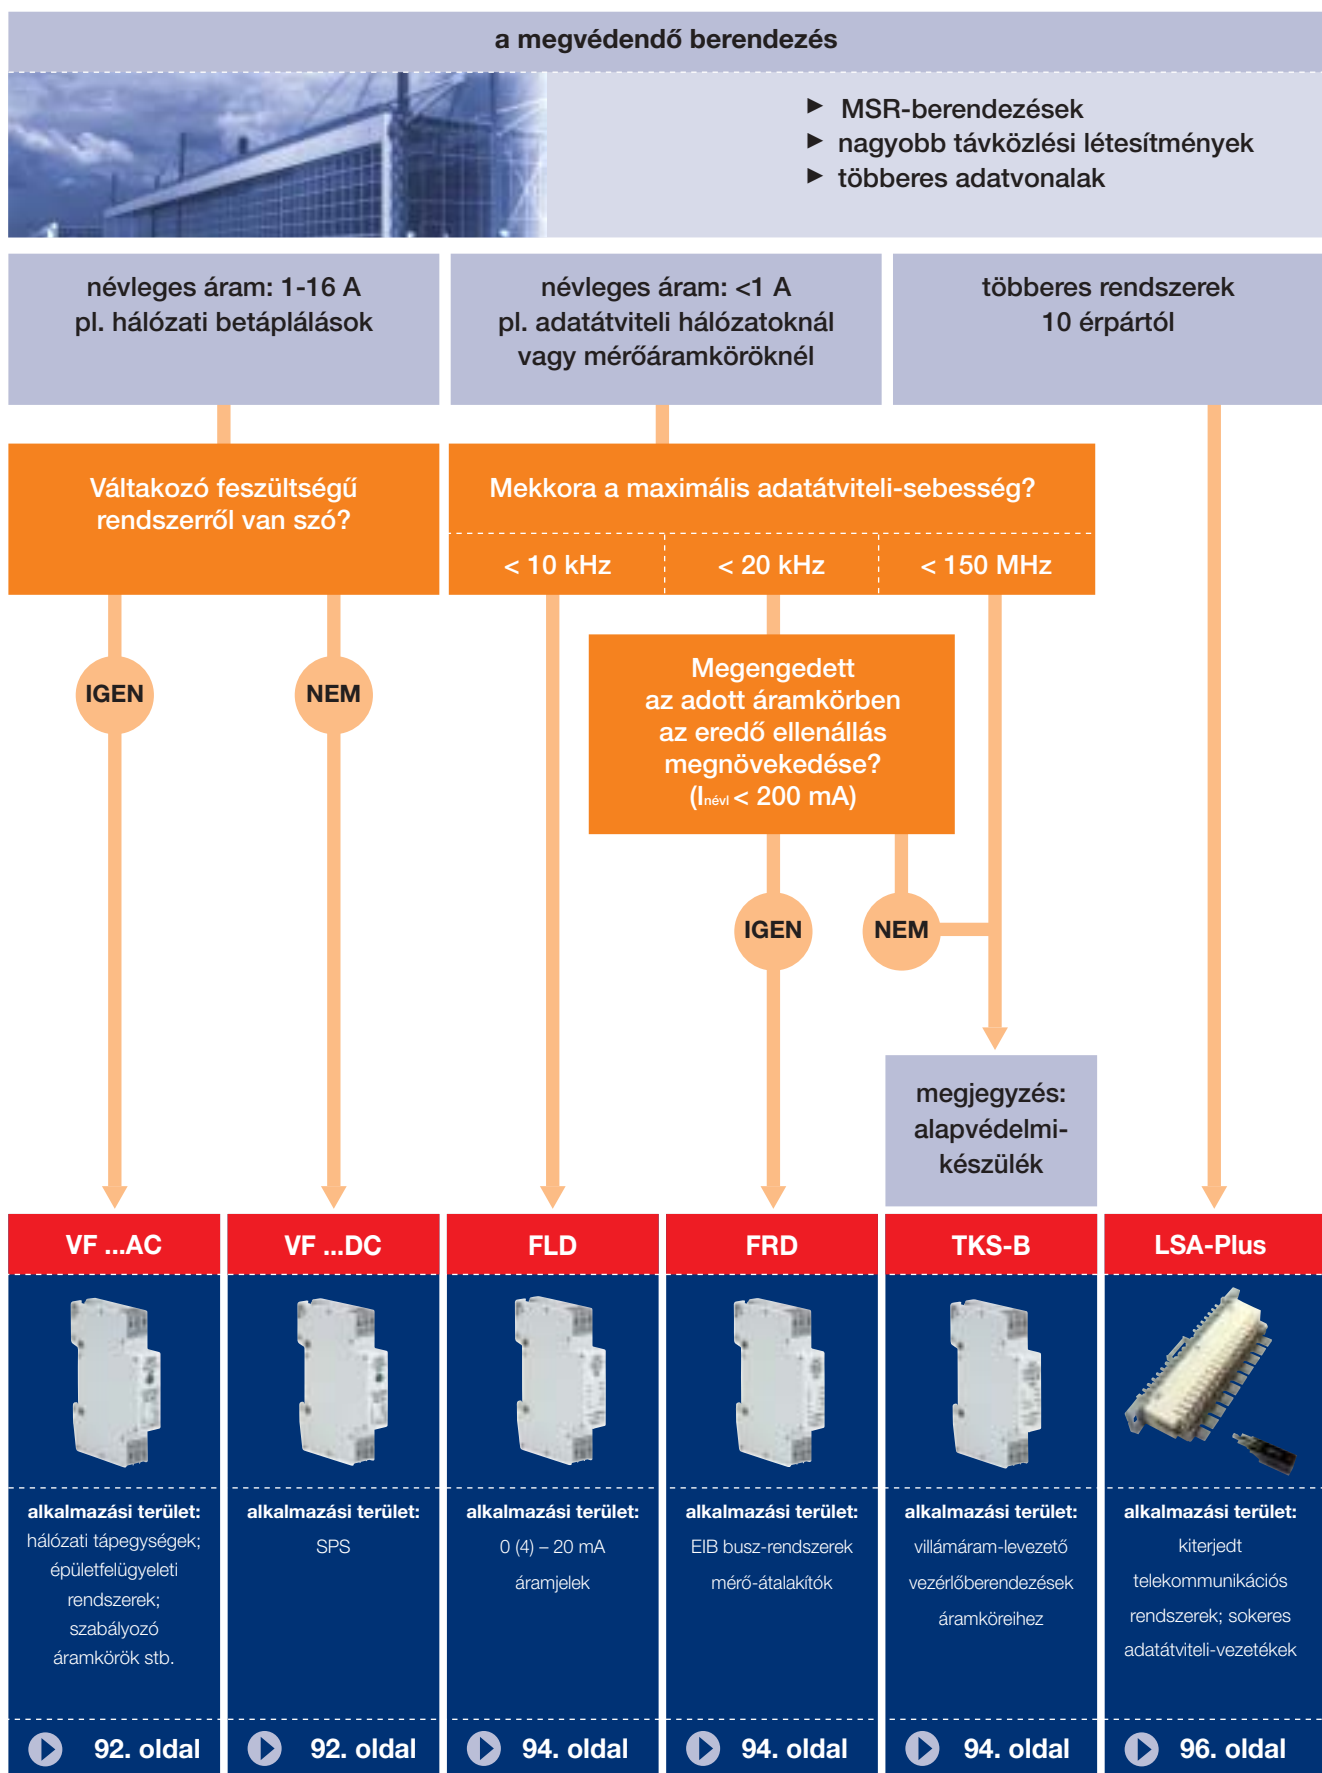 a megvédendő berendezés
► MSR-berendezések
► nagyobb távközlési létesítmények
► többeres adatvonalak
névleges áram: 1-16 A
pl. hálózati betáplálások
névleges áram: <1 A
pl. adatátviteli hálózatoknál
vagy mérőáramköröknél
többeres rendszerek
10 érpártól
Váltakozó feszültségű
rendszerről van szó?
Mekkora a maximális adatátviteli-sebesség?
< 10 kHz
< 20 kHz
< 150 MHz
IGEN
NEM
Megengedett
az adott áramkörben
az eredő ellenállás
megnövekedése?
(Inévl < 200 mA)
IGEN
NEM
megjegyzés:
alapvédelmi-
készülék
VF ...AC
alkalmazási terület:
hálózati tápegységek;
épületfelügyeleti
rendszerek;
szabályozó
áramkörök stb.
92. oldal
VF ...DC
alkalmazási terület:
SPS
92. oldal
FLD
alkalmazási terület:
0 (4) – 20 mA
áramjelek
94. oldal
FRD
alkalmazási terület:
EIB busz-rendszerek
mérő-átalakítók
94. oldal
TKS-B
alkalmazási terület:
villámáram-levezető
vezérlőberendezések
áramköreihez
94. oldal
LSA-Plus
alkalmazási terület:
kiterjedt
telekommunikációs
rendszerek; sokeres
adatátviteli-vezetékek
96. oldal